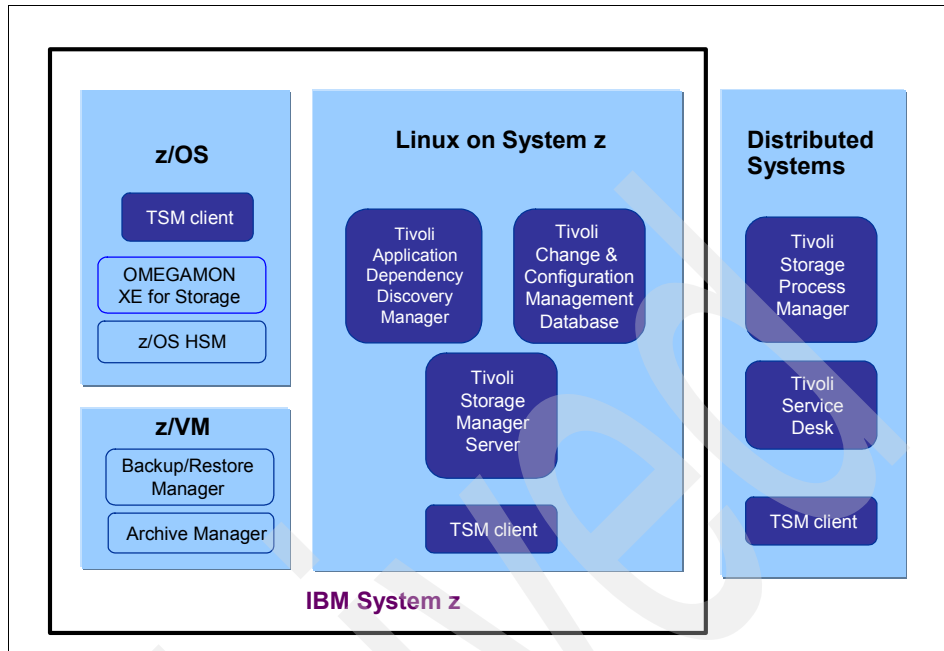 z/OS
TSM client
OMEGAMON
XE for Storage
z/OS HSM
z/VM
Backup/Restore
Manager
Archive Manager
Linux on System z
Tivoli
Application
Dependency
Discovery
Manager
Tivoli
Change &
Configuration
Management
Database
Tivoli
Storage
Manager
Server
TSM client
IBM System z
Distributed
Systems
Tivoli
Storage
Process
Manager
Tivoli
Service
Desk
TSM client